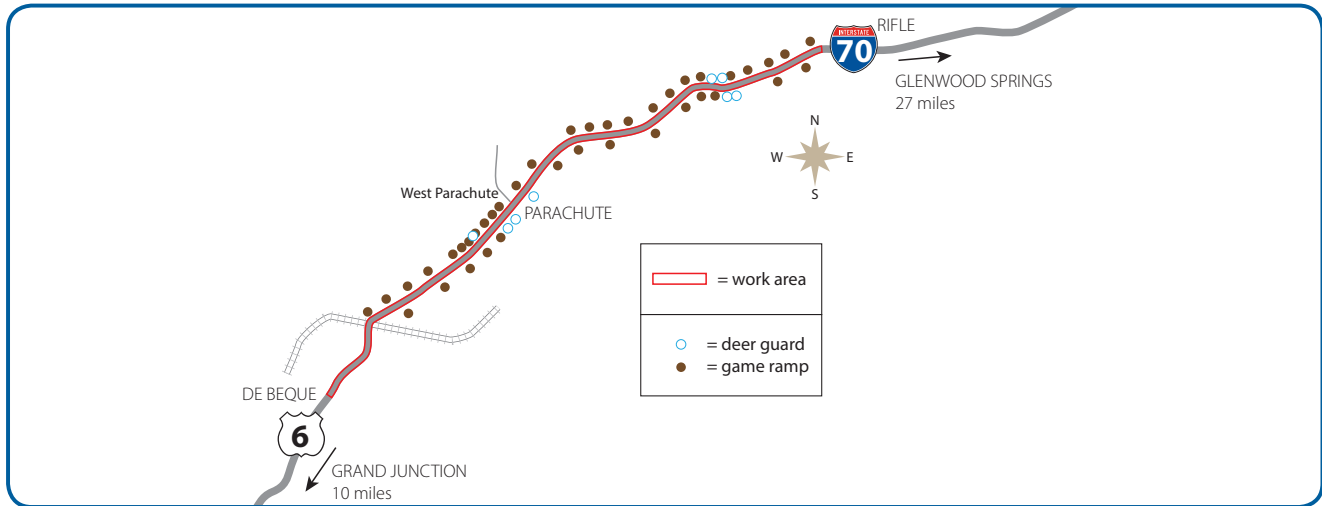 RIFLE
INTERSTATE
70
GLENWOOD SPRINGS
27 miles
N
W
E
S
West Parachute
PARACHUTE
= work area
= deer guard
= game ramp
DE BEQUE
6
GRAND JUNCTION
10 miles